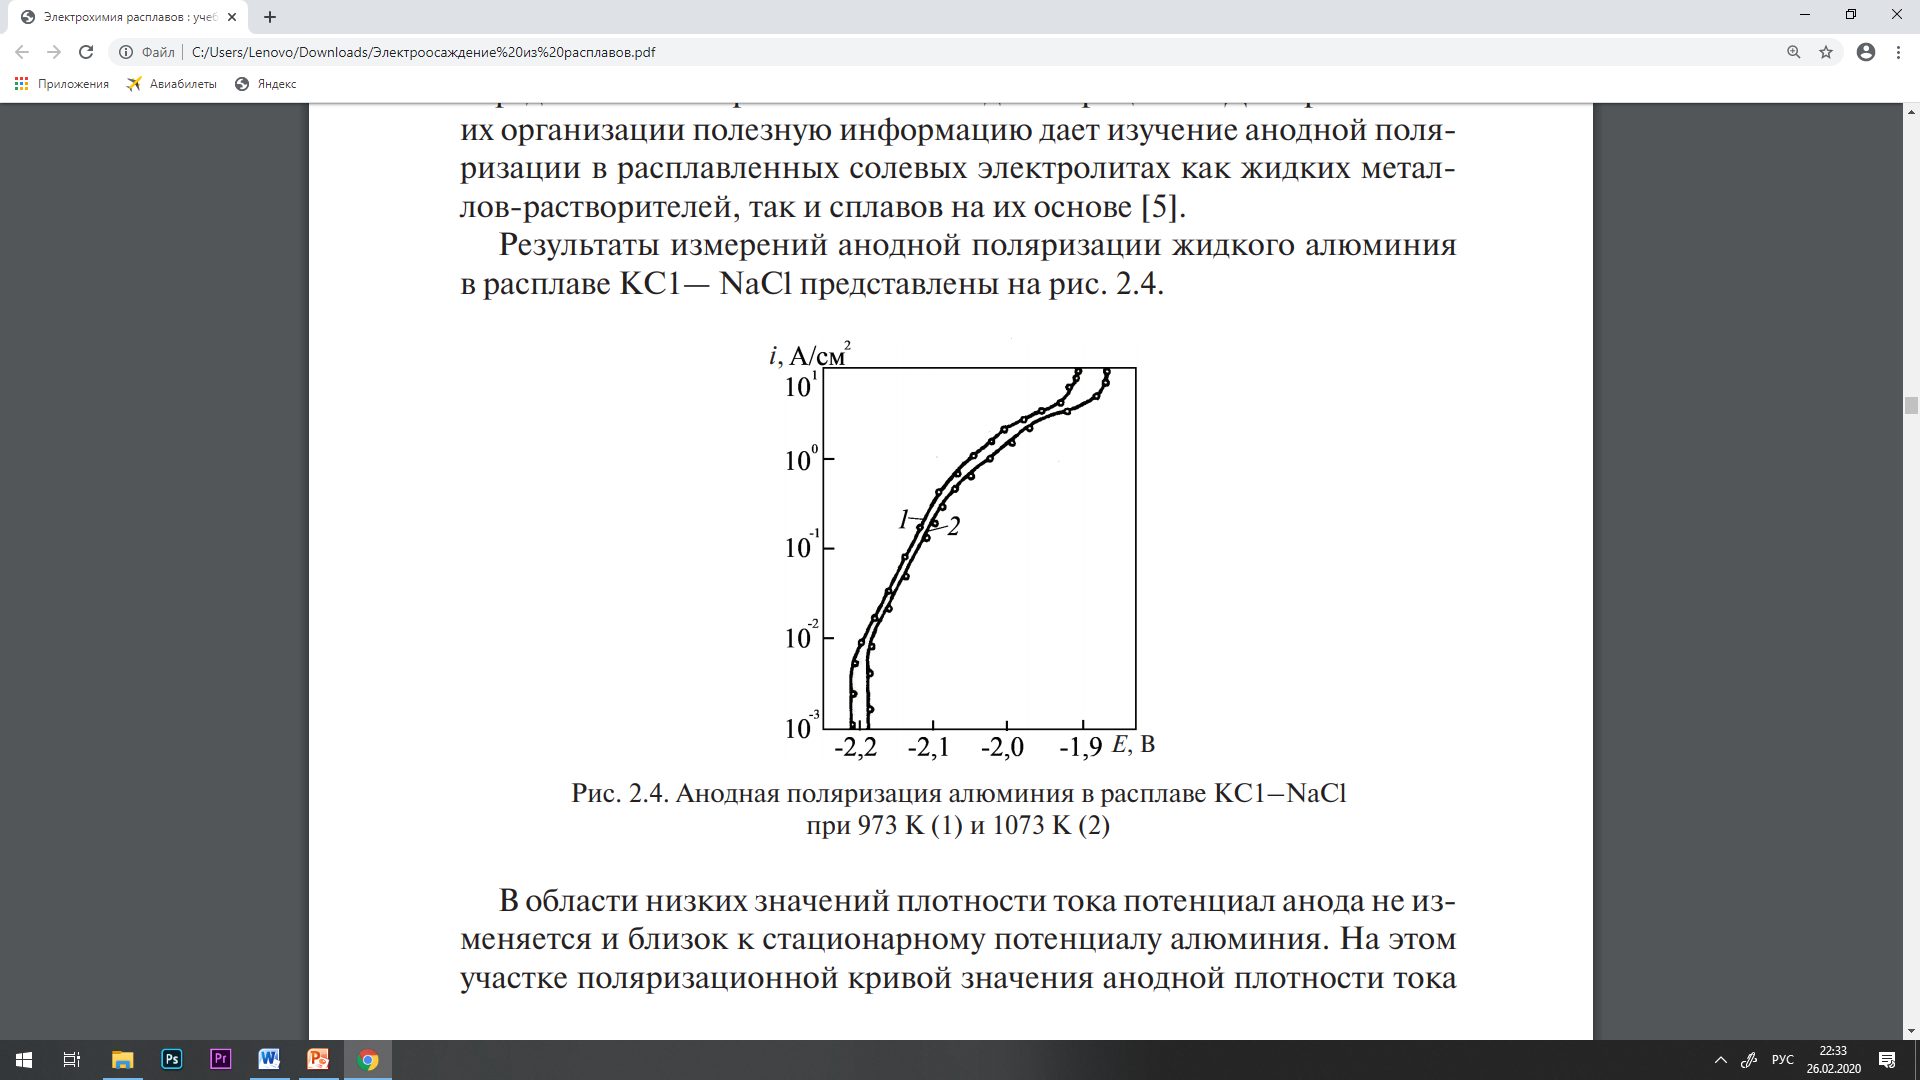 Электрохимия расплавов : учеб
Файл C:/Users/Lenovo/Downloads/Электроосаждение%20из%20расплавов.pdf
Приложения Авиабилеты Яндекс
их организации полезную информацию дает изучение анодной поля-
ризации в расплавленных солевых электролитах как жидких метал-
лов-растворителей, так и сплавов на их основе [5].
Результаты измерений анодной поляризации жидкого алюминия
в расплаве KC1— NaCl представлены на рис. 2.4.
i, А/см²
10¹
10⁰
10⁻¹
10⁻²
10⁻³
1 2
-2,2 -2,1 -2,0 -1,9 E, В
Рис. 2.4. Анодная поляризация алюминия в расплаве KC1—NaCl
при 973 К (1) и 1073 К (2)
В области низких значений плотности тока потенциал анода не из-
меняется и близок к стационарному потенциалу алюминия. На этом
участке поляризационной кривой значения анодной плотности тока
Ps Pr W P
РУС
22:33
26.02.2020